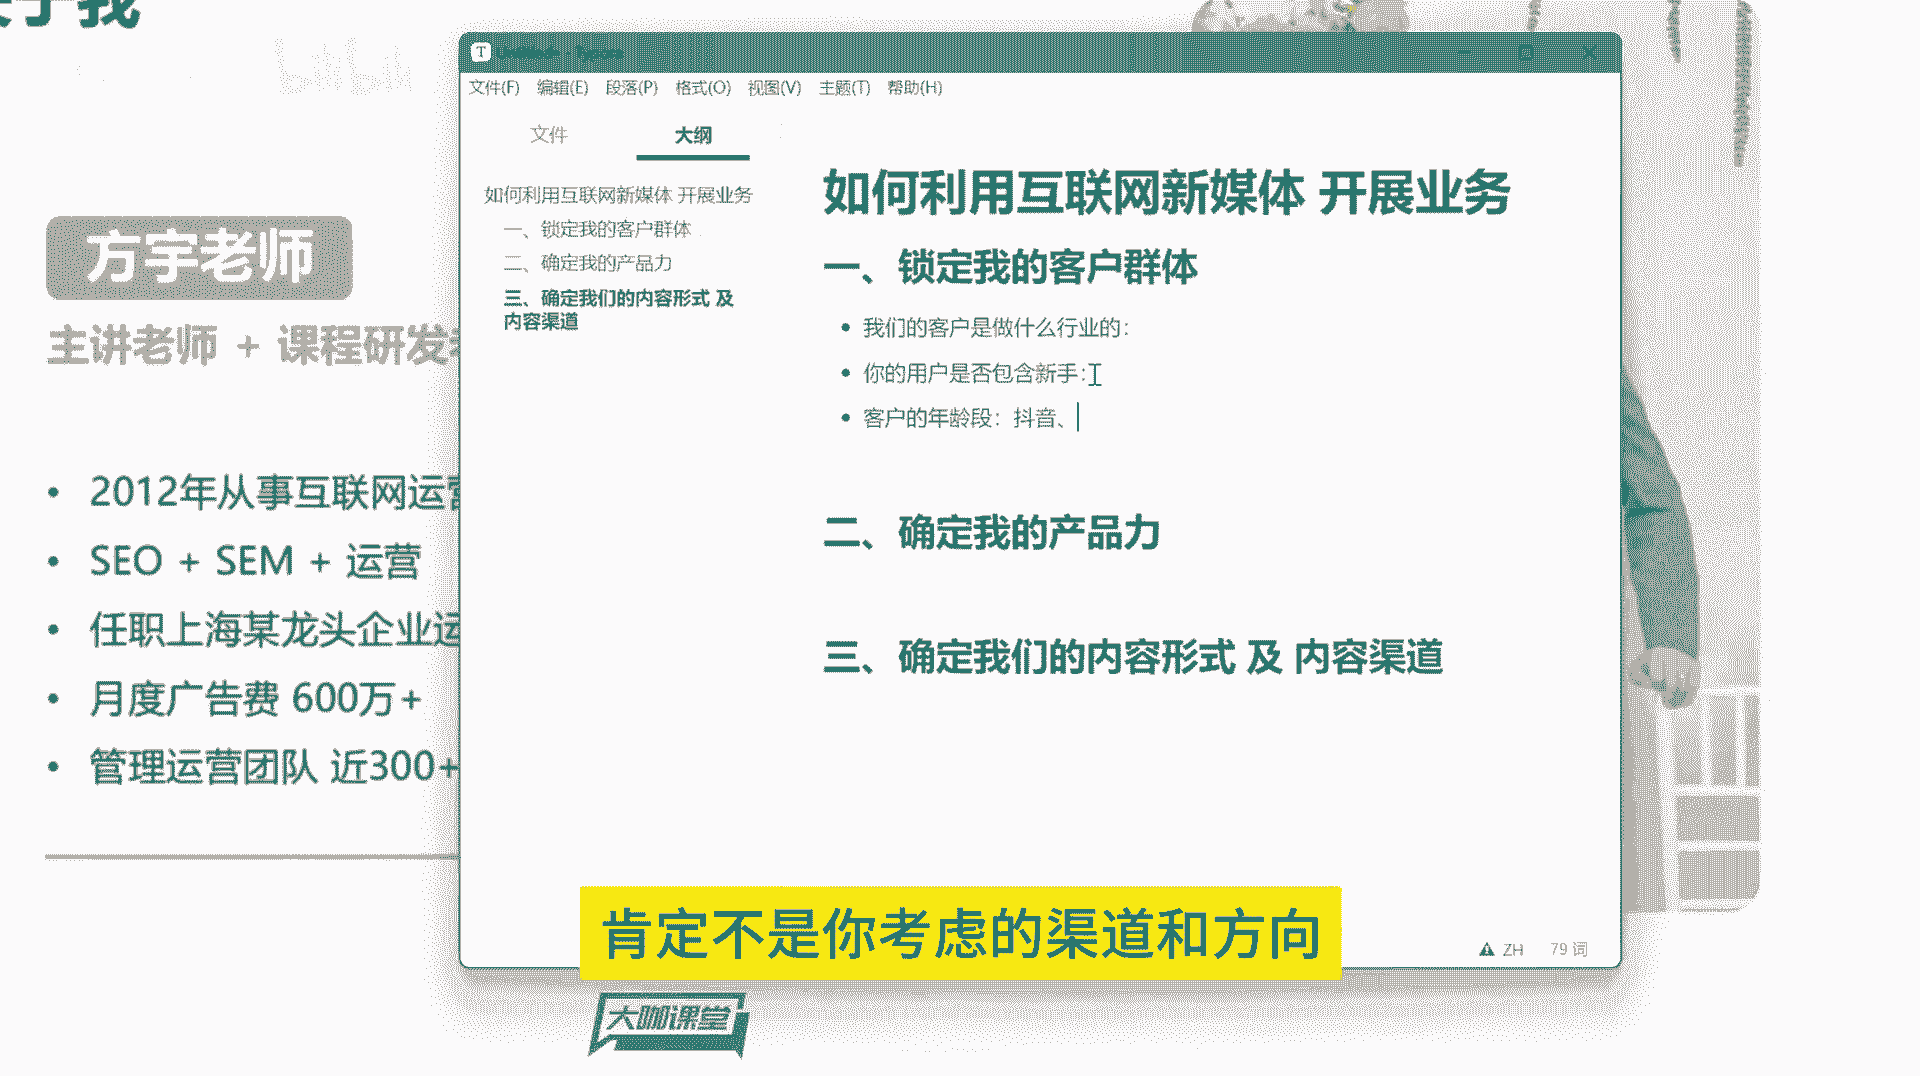 关于我
bilibili
方宇老师
主讲老师 + 课程研发
2012年从事互联网运营
SEO + SEM + 运营
任职上海某龙头企业运
月度广告费 600万+
管理运营团队 近300+
T
文件(F) 编辑(E) 段落(P) 格式(O) 视图(V) 主题(T) 帮助(H)
文件 大纲
如何利用互联网新媒体 开展业务
一、锁定我的客户群体
二、确定我的产品力
三、确定我们的内容形式 及
内容渠道
如何利用互联网新媒体 开展业务
一、锁定我的客户群体
我们的客户是做什么行业的：
你的用户是否包含新手：
客户的年龄段：抖音、
二、确定我的产品力
三、确定我们的内容形式 及 内容渠道
ZH 79 词
肯定不是你考虑的渠道和方向
大咖课堂